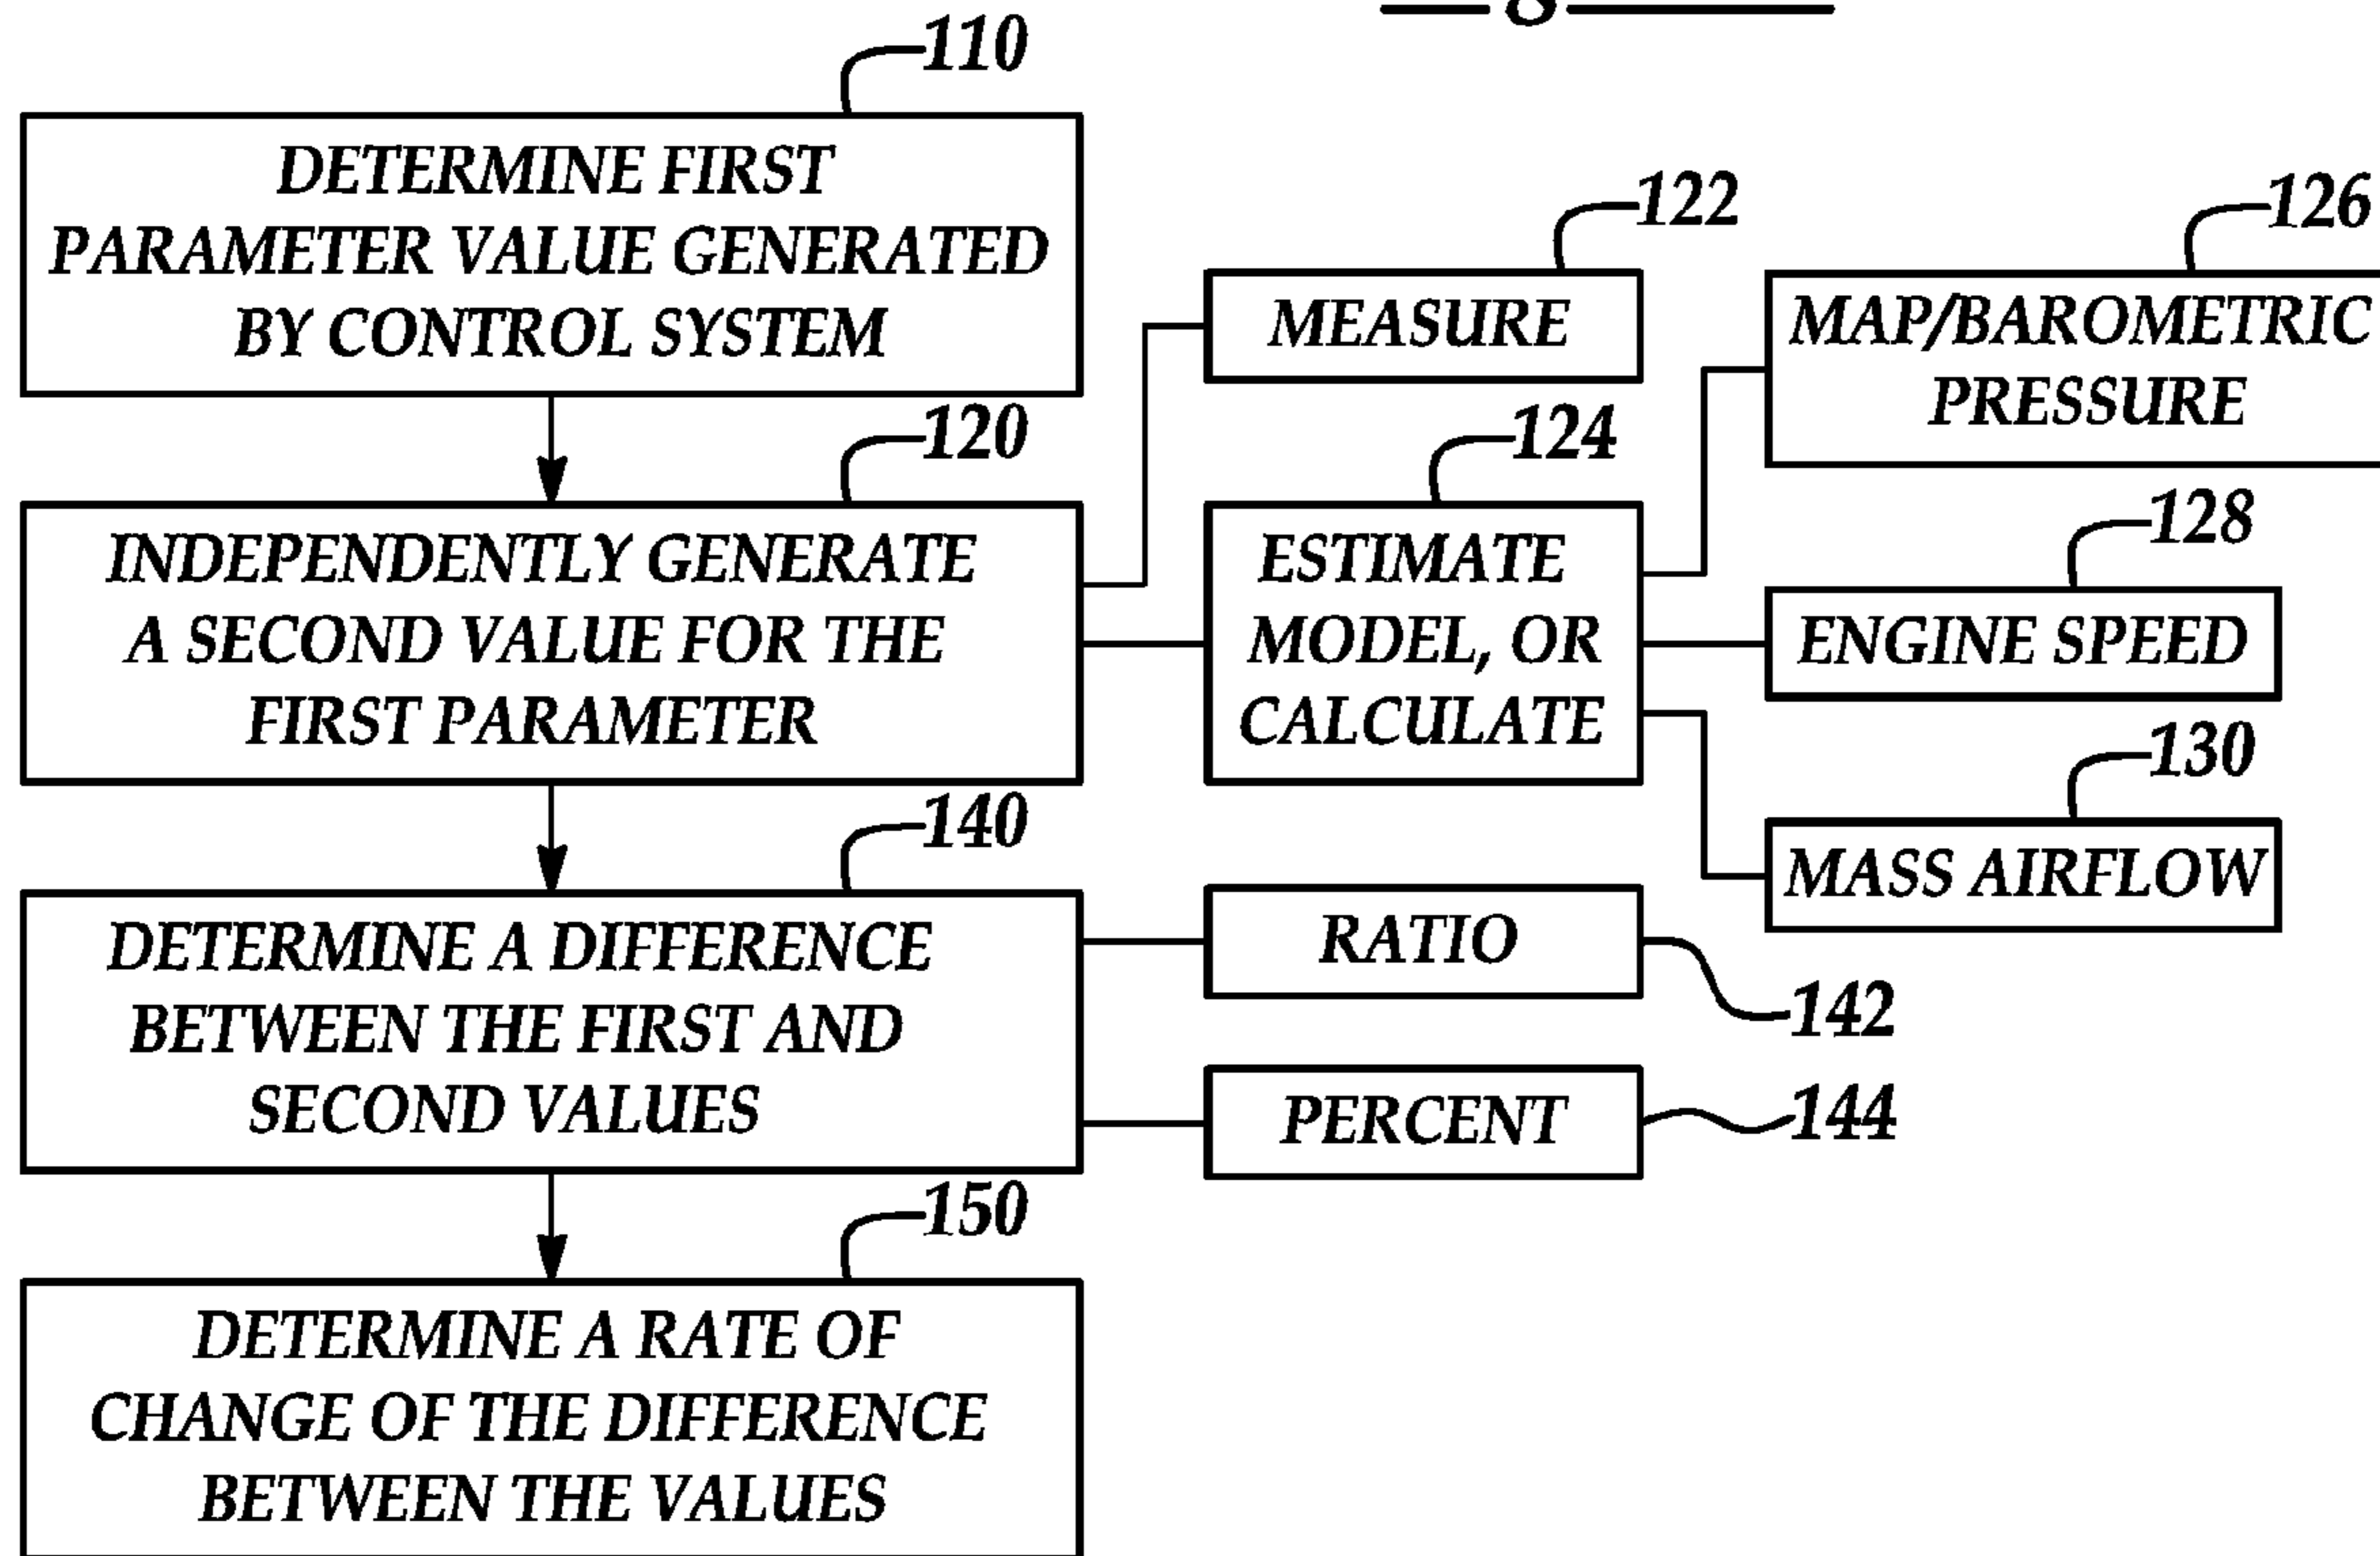 110
DETERMINE FIRST
PARAMETER VALUE GENERATED
BY CONTROL SYSTEM
120
INDEPENDENTLY GENERATE
A SECOND VALUE FOR THE
FIRST PARAMETER
122
MEASURE
124
ESTIMATE
MODEL, OR
CALCULATE
126
MAP/BAROMETRIC
PRESSURE
128
ENGINE SPEED
130
MASS AIRFLOW
140
DETERMINE A DIFFERENCE
BETWEEN THE FIRST AND
SECOND VALUES
RATIO
142
PERCENT
144
150
DETERMINE A RATE OF
CHANGE OF THE DIFFERENCE
BETWEEN THE VALUES